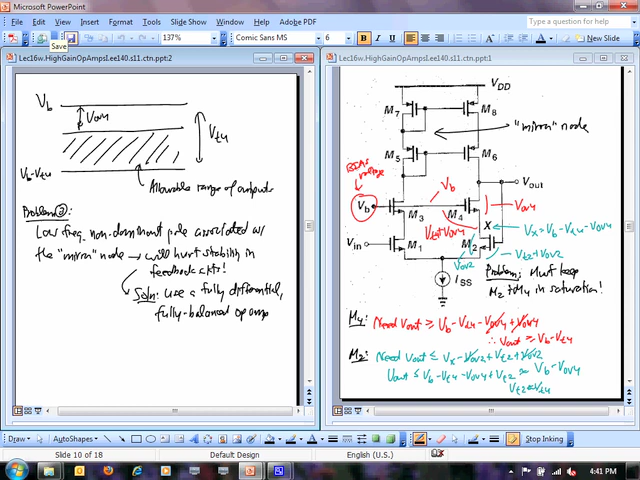 Microsoft PowerPoint
File Edit View Insert Format Tools Slide Show Help Adobe PDF
Type a question for help
137%
Comic Sans MS
6
New Slide
Save
Lec16w.HighGainOpAmpsLee140.s11.ctn.ppt:2
Lec16w.HighGainOpAmpsLee140.s11.ctn.ppt:1
Vb
Vov4
Vt4
Vb-Vt4
Allowable range of outputs
Problem②
Low freq. non-dominant pole associated w/
the "mirror" node → will hurt stability in
feedback ckts!
Soln: use a fully differential,
fully-balanced op amp
VDD
M7
M8
"mirror" node
M5
M6
BIAS voltage
Vb
Vb
M3
M4
Vout
Vov4
Vt4+Vov4
X
Vx = Vb-Vt4-Vov4
Vin
M1
M2
Vt2+Vov2
Vov2
ISS
Problem: Must keep
M2 & M4 in saturation!
M4: Need Vout ≥ Vb-Vt4-Vov4+Vov4
∴ Vout ≥ Vb-Vt4
M2: Need Vout ≤ Vx-Vov2+Vt2+Vov2
Vout ≤ Vb-Vt4-Vov4+Vt2 ≈ Vb-Vov4
Vt2≈Vt4
Draw AutoShapes
Stop Inking
Slide 10 of 18
Default Design
English (U.S.)
4:41 PM